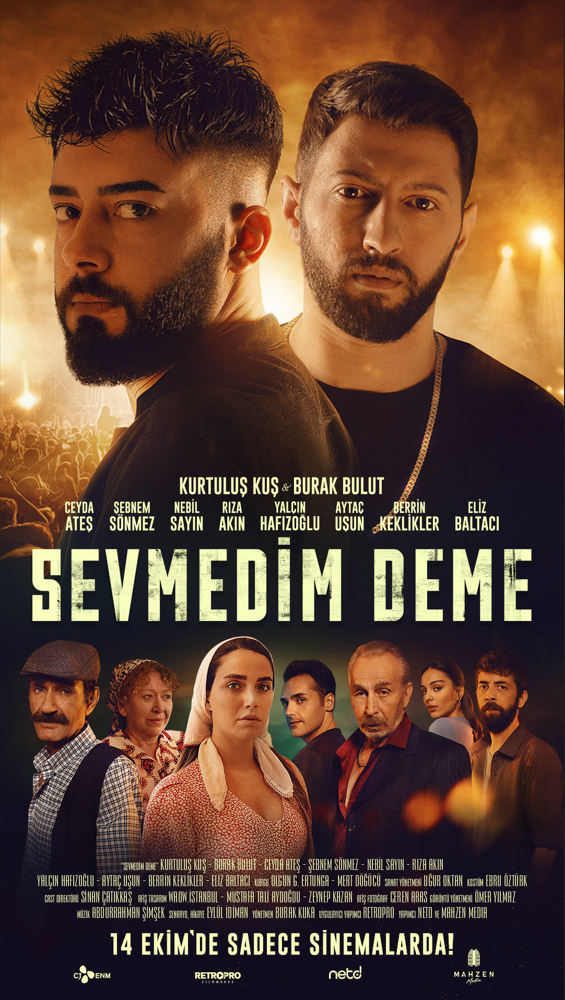 KURTULUŞ KUŞ & BURAK BULUT
CEYDA ATEŞ ŞEBNEM SÖNMEZ NEBİL SAYIN RIZA AKIN YALÇIN HAFIZOĞLU AYTAÇ UŞUN BERRİN KEKLİKLER ELİZ BALTACI
SEVMEDİM DEME
"SEVMEDİM DEME" KURTULUŞ KUŞ - BURAK BULUT - CEYDA ATEŞ - ŞEBNEM SÖNMEZ - NEBİL SAYIN - RIZA AKIN
YALÇIN HAFIZOĞLU - AYTAÇ UŞUN - BERRİN KEKLİKLER - ELİZ BALTACI KURGU OLGUN G. ERTUNGA - MERT DÖĞÜCÜ SANAT YÖNETMENİ UĞUR OKTAN KOSTÜM EBRU ÖZTÜRK
CAST DİREKTÖRÜ SİNAN ÇATIKKAŞ AFİŞ TASARIM WAOW İSTANBUL - MUSTAFA TALİ AYDOĞDU - ZEYNEP KAZAN AFİŞ FOTOĞRAF CEREN ARAS GÖRÜNTÜ YÖNETMENİ ÖMER YILMAZ
MÜZİK ABDURRAHMAN ŞİMŞEK SENARYO, HİKAYE EYLÜL İDİMAN YÖNETMEN BURAK KUKA UYGULAYICI YAPIMCI RETROPRO YAPIMCI NETD VE MAHZEN MEDIA
14 EKİM'DE SADECE SİNEMALARDA!
CJ ENM RETROPRO FILMWORKS netd MAHZEN Media